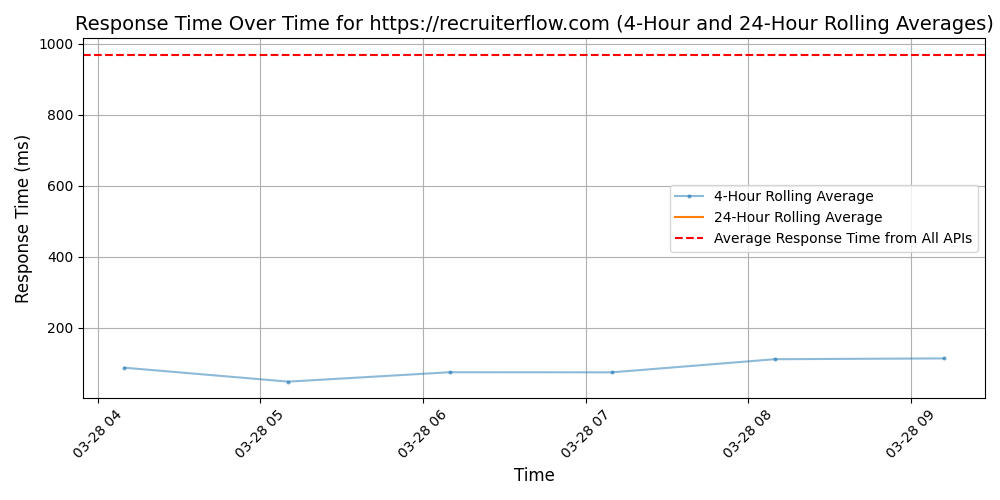 Response Time Over Time for https://recruiterflow.com (4-Hour and 24-Hour Rolling Averages)
Response Time (ms)
1000
800
600
400
200
4-Hour Rolling Average
24-Hour Rolling Average
Average Response Time from All APIs
03-28 04
03-28 05
03-28 06
03-28 07
03-28 08
03-28 09
Time